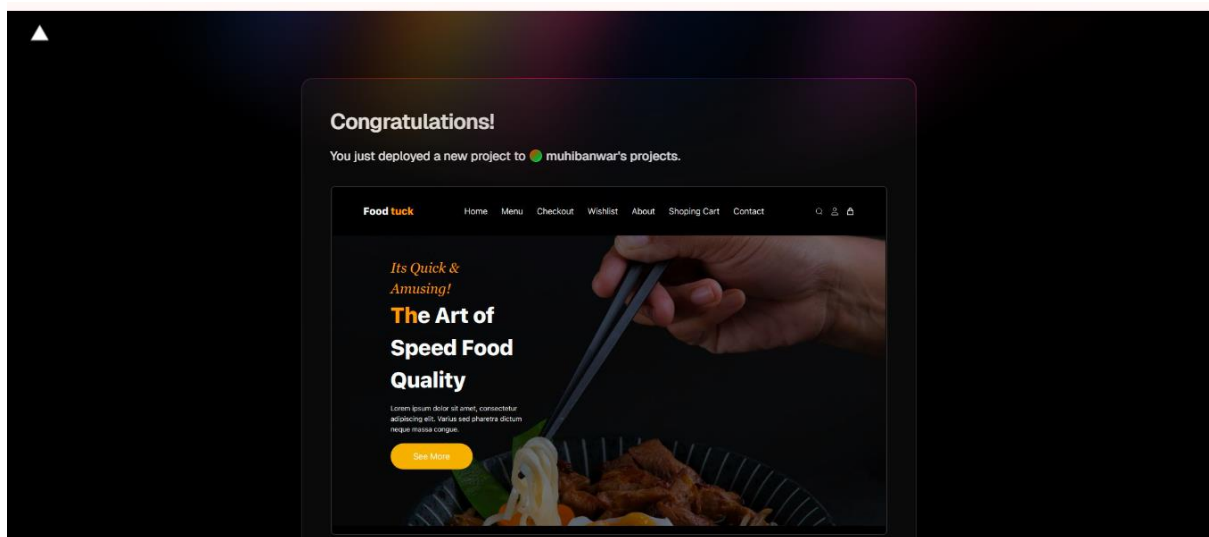 Congratulations!
You just deployed a new project to muhibanwar's projects.
Food tuck Home Menu Checkout Wishlist About Shoping Cart Contact
Its Quick &
Amusing!
The Art of
Speed Food
Quality
Lorem ipsum dolor sit amet, consectetur
adipiscing elit. Varius sed pharetra dictum
neque massa congue.
See More